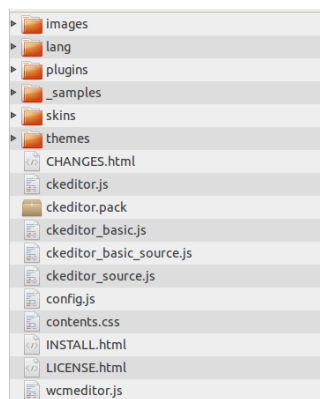 images
lang
plugins
_samples
skins
themes
CHANGES.html
ckeditor.js
ckeditor.pack
ckeditor_basic.js
ckeditor_basic_source.js
ckeditor_source.js
config.js
contents.css
INSTALL.html
LICENSE.html
wcmeditor.js